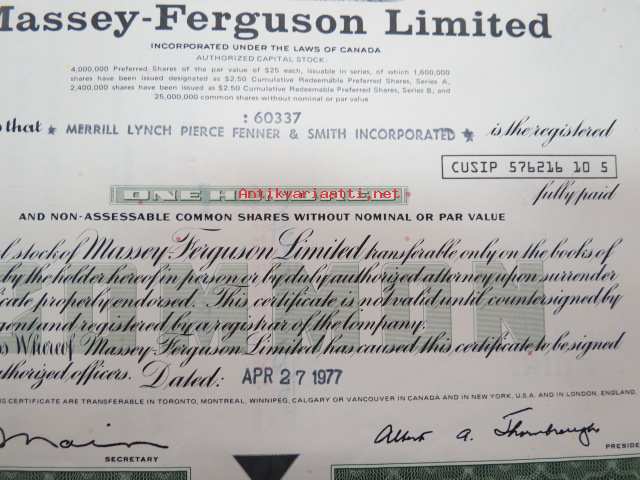 Massey-Ferguson Limited
INCORPORATED UNDER THE LAWS OF CANADA
AUTHORIZED CAPITAL STOCK:
4,000,000 Preferred Shares of the par value of $25 each, issuable in series, of which 1,600,000
shares have been issued designated as $2.50 Cumulative Redeemable Preferred Shares, Series A,
2,400,000 shares have been issued as $2.50 Cumulative Redeemable Preferred Shares, Series B, and
25,000,000 common shares without nominal or par value
: 60337
that ★ MERRILL LYNCH PIERCE FENNER & SMITH INCORPORATED ★ is the registered
CUSIP 576216 10 5
ONE
Antikvariaatti.net
fully paid
AND NON-ASSESSABLE COMMON SHARES WITHOUT NOMINAL OR PAR VALUE
stock of Massey-Ferguson Limited transferable only on the books of
by the holder hereof in person or by duly authorized attorney upon surrender
properly endorsed. This certificate is not valid until countersigned by
agent and registered by a registrar of the company.
COMMON
Whereof Massey-Ferguson Limited, has caused this certificate to be signed
authorized officers. Dated: APR 27 1977
THIS CERTIFICATE ARE TRANSFERABLE IN TORONTO, MONTREAL, WINNIPEG, CALGARY OR VANCOUVER IN CANADA AND IN NEW YORK, U.S.A. AND IN LONDON, ENGLAND.
Albert A. Thornbrough
SECRETARY